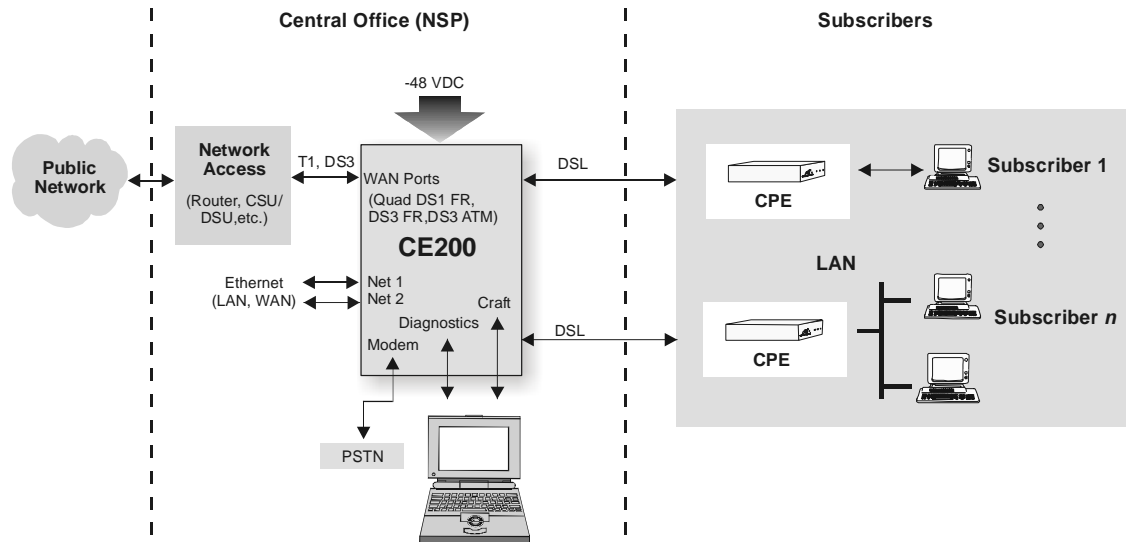 Central Office (NSP)
Subscribers
-48 VDC
Public
Network
Network
Access
(Router, CSU/
DSU,etc.)
T1, DS3
WAN Ports
(Quad DS1 FR,
DS3 FR,DS3 ATM)
CE200
Ethernet
(LAN, WAN)
Net 1
Net 2
Craft
Diagnostics
Modem
PSTN
DSL
DSL
CPE
Subscriber 1
LAN
CPE
Subscriber n